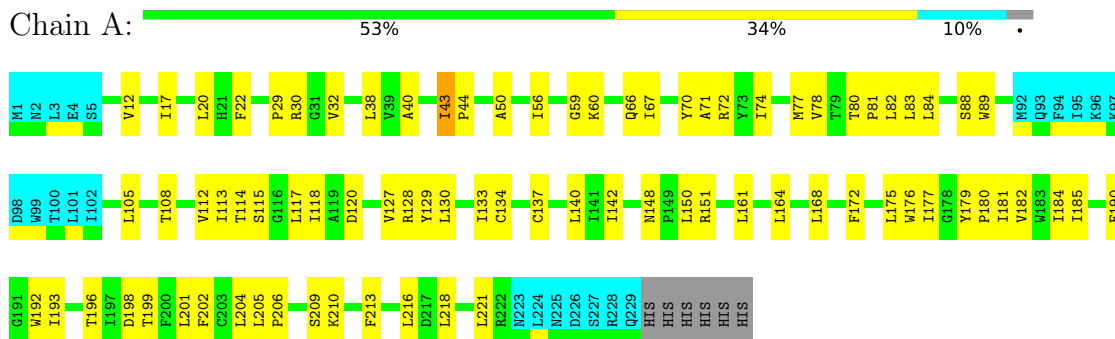 Chain A:
53% 34% 10% •
M1 N2 L3 E4 S5 V12 I17 L20 H21 F22 P29 R30 G31 V32 L38 V39 A40 I43 P44 A50 I56 G59 K60 Q66 I67 Y70 A71 R72 Y73 I74 M77 V78 T79 T80 P81 L82 L83 L84 S88 W89 M92 Q93 F94 I95 K96 K97
D98 W99 T100 L101 I102 L105 T108 V112 I113 T114 S115 G116 L117 I118 A119 D120 V127 R128 Y129 L130 I133 C134 C137 L140 I141 I142 N148 P149 L150 R151 L161 L164 L168 F172 L175 W176 I177 G178 Y179 P180 I181 V182 W183 I184 I185 E190
G191 W192 I193 T196 I197 D198 T199 F200 L201 F202 C203 L204 L205 P206 S209 K210 F213 L216 D217 L218 L221 R222 N223 L224 N225 D226 S227 R228 Q229 HIS HIS HIS HIS HIS HIS